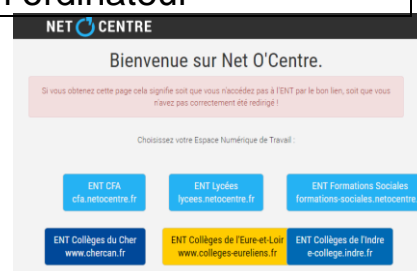 l'ordinateur
NET O CENTRE
Bienvenue sur Net O'Centre.
Si vous obtenez cette page cela signifie soit que vous n'accédez pas à l'ENT par le bon lien, soit que vous
n'avez pas correctement été redirigé !
Choisissez votre Espace Numérique de Travail :
ENT CFA
cfa.netocentre.fr
ENT Lycées
lycees.netocentre.fr
ENT Formations Sociales
formations-sociales.netocentre
ENT Collèges du Cher
www.chercan.fr
ENT Collèges de l'Eure-et-Loir
www.colleges-eureliens.fr
ENT Collèges de l'Indre
e-college.indre.fr